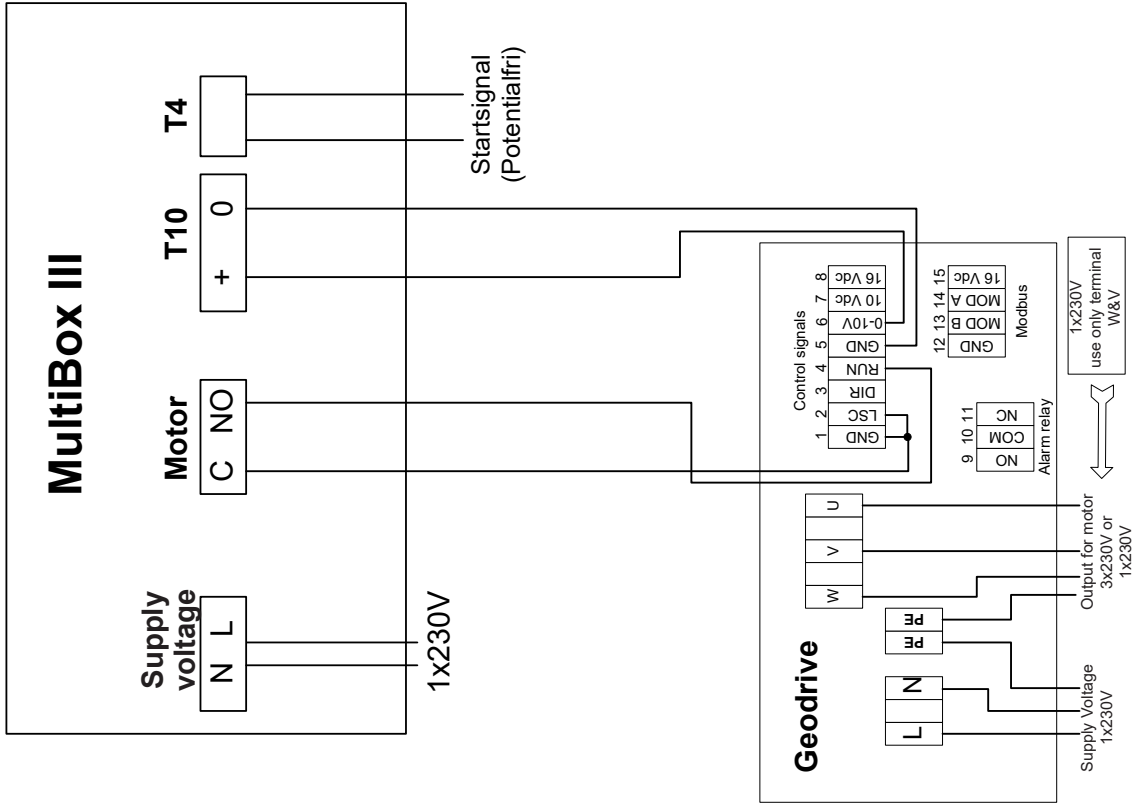 MultiBox III
Supply
voltage
N L
1x230V
Motor
C NO
T10
+ 0
T4
Startsignal
(Potentialfri)
Geodrive
L N
PE PE
W V U
Supply Voltage
1x230V
Output for motor
3x230V or
1x230V
Control signals
1 2 3 4 5 6 7 8
GND LSC DIR RUN GND 0-10V 10 Vdc 16 Vdc
9 10 11
NO COM NC
Alarm relay
12 13 14 15
GND MOD B MOD A 16 Vdc
Modbus
1x230V
use only terminal
W&V